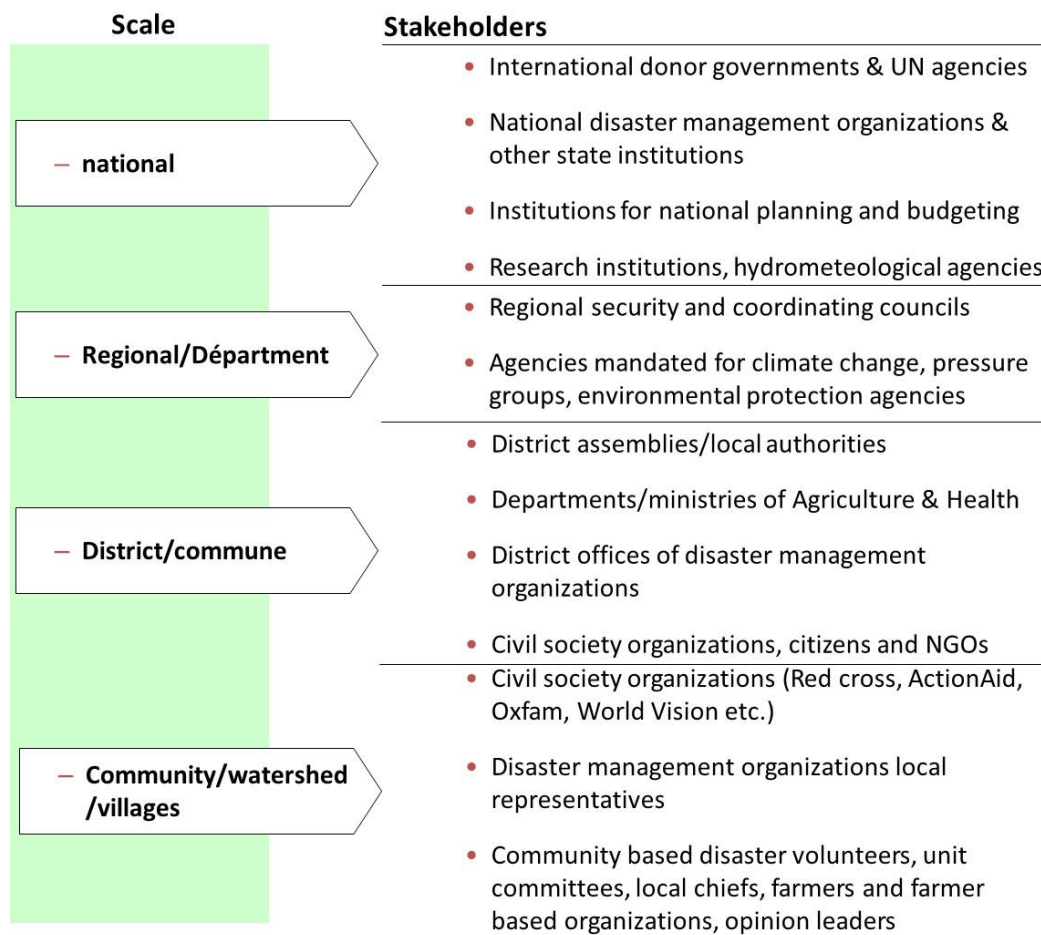 Scale
Stakeholders
• International donor governments & UN agencies
• National disaster management organizations &
other state institutions
– national
• Institutions for national planning and budgeting
• Research institutions, hydrometeological agencies
• Regional security and coordinating councils
– Regional/Départment
• Agencies mandated for climate change, pressure
groups, environmental protection agencies
• District assemblies/local authorities
• Departments/ministries of Agriculture & Health
– District/commune
• District offices of disaster management
organizations
• Civil society organizations, citizens and NGOs
• Civil society organizations (Red cross, ActionAid,
Oxfam, World Vision etc.)
– Community/watershed
/villages
• Disaster management organizations local
representatives
• Community based disaster volunteers, unit
committees, local chiefs, farmers and farmer
based organizations, opinion leaders